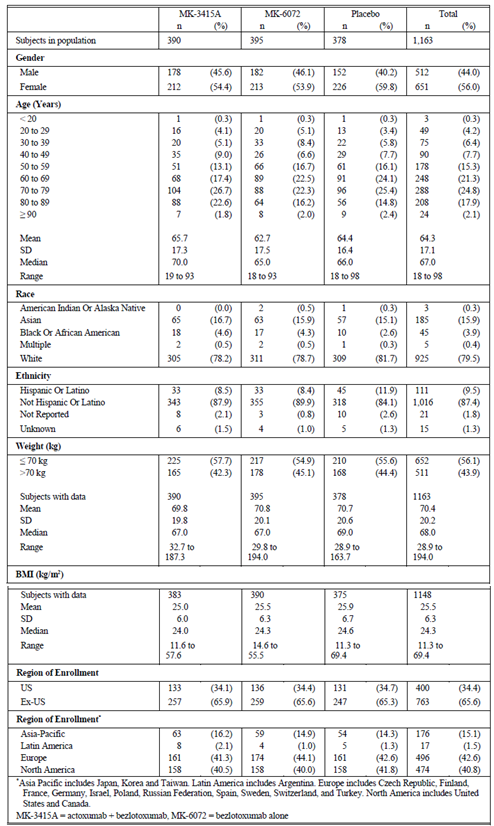 MK-3415A MK-6072 Placebo Total
n (%) n (%) n (%) n (%)
Subjects in population 390 395 378 1,163
Gender
Male 178 (45.6) 182 (46.1) 152 (40.2) 512 (44.0)
Female 212 (54.4) 213 (53.9) 226 (59.8) 651 (56.0)
Age (Years)
< 20 1 (0.3) 1 (0.3) 1 (0.3) 3 (0.3)
20 to 29 16 (4.1) 20 (5.1) 13 (3.4) 49 (4.2)
30 to 39 20 (5.1) 33 (8.4) 22 (5.8) 75 (6.4)
40 to 49 35 (9.0) 26 (6.6) 29 (7.7) 90 (7.7)
50 to 59 51 (13.1) 66 (16.7) 61 (16.1) 178 (15.3)
60 to 69 68 (17.4) 89 (22.5) 91 (24.1) 248 (21.3)
70 to 79 104 (26.7) 88 (22.3) 96 (25.4) 288 (24.8)
80 to 89 88 (22.6) 64 (16.2) 56 (14.8) 208 (17.9)
≥ 90 7 (1.8) 8 (2.0) 9 (2.4) 24 (2.1)
Mean 65.7 62.7 64.4 64.3
SD 17.3 17.5 16.4 17.1
Median 70.0 65.0 66.0 67.0
Range 19 to 93 18 to 93 18 to 98 18 to 98
Race
American Indian Or Alaska Native 0 (0.0) 2 (0.5) 1 (0.3) 3 (0.3)
Asian 65 (16.7) 63 (15.9) 57 (15.1) 185 (15.9)
Black Or African American 18 (4.6) 17 (4.3) 10 (2.6) 45 (3.9)
Multiple 2 (0.5) 2 (0.5) 1 (0.3) 5 (0.4)
White 305 (78.2) 311 (78.7) 309 (81.7) 925 (79.5)
Ethnicity
Hispanic Or Latino 33 (8.5) 33 (8.4) 45 (11.9) 111 (9.5)
Not Hispanic Or Latino 343 (87.9) 355 (89.9) 318 (84.1) 1,016 (87.4)
Not Reported 8 (2.1) 3 (0.8) 10 (2.6) 21 (1.8)
Unknown 6 (1.5) 4 (1.0) 5 (1.3) 15 (1.3)
Weight (kg)
≤ 70 kg 225 (57.7) 217 (54.9) 210 (55.6) 652 (56.1)
>70 kg 165 (42.3) 178 (45.1) 168 (44.4) 511 (43.9)
Subjects with data 390 395 378 1163
Mean 69.8 70.8 70.7 70.4
SD 19.8 20.1 20.6 20.2
Median 67.0 67.0 69.0 68.0
Range 32.7 to 29.8 to 28.9 to 28.9 to
187.3 194.0 163.7 194.0
BMI (kg/m²)
Subjects with data 383 390 375 1148
Mean 25.0 25.5 25.9 25.5
SD 6.0 6.3 6.7 6.3
Median 24.0 24.3 24.6 24.3
Range 11.6 to 14.6 to 11.3 to 11.3 to
57.6 55.5 69.4 69.4
Region of Enrollment
US 133 (34.1) 136 (34.4) 131 (34.7) 400 (34.4)
Ex-US 257 (65.9) 259 (65.6) 247 (65.3) 763 (65.6)
Region of Enrollment*
Asia-Pacific 63 (16.2) 59 (14.9) 54 (14.3) 176 (15.1)
Latin America 8 (2.1) 4 (1.0) 5 (1.3) 17 (1.5)
Europe 161 (41.3) 174 (44.1) 161 (42.6) 496 (42.6)
North America 158 (40.5) 158 (40.0) 158 (41.8) 474 (40.8)
*Asia Pacific includes Japan, Korea and Taiwan. Latin America includes Argentina. Europe includes Czech Republic, Finland,
France, Germany, Israel, Poland, Russian Federation, Spain, Sweden, Switzerland, and Turkey. North America includes United
States and Canada.
MK-3415A = actoxumab + bezlotoxumab, MK-6072 = bezlotoxumab alone